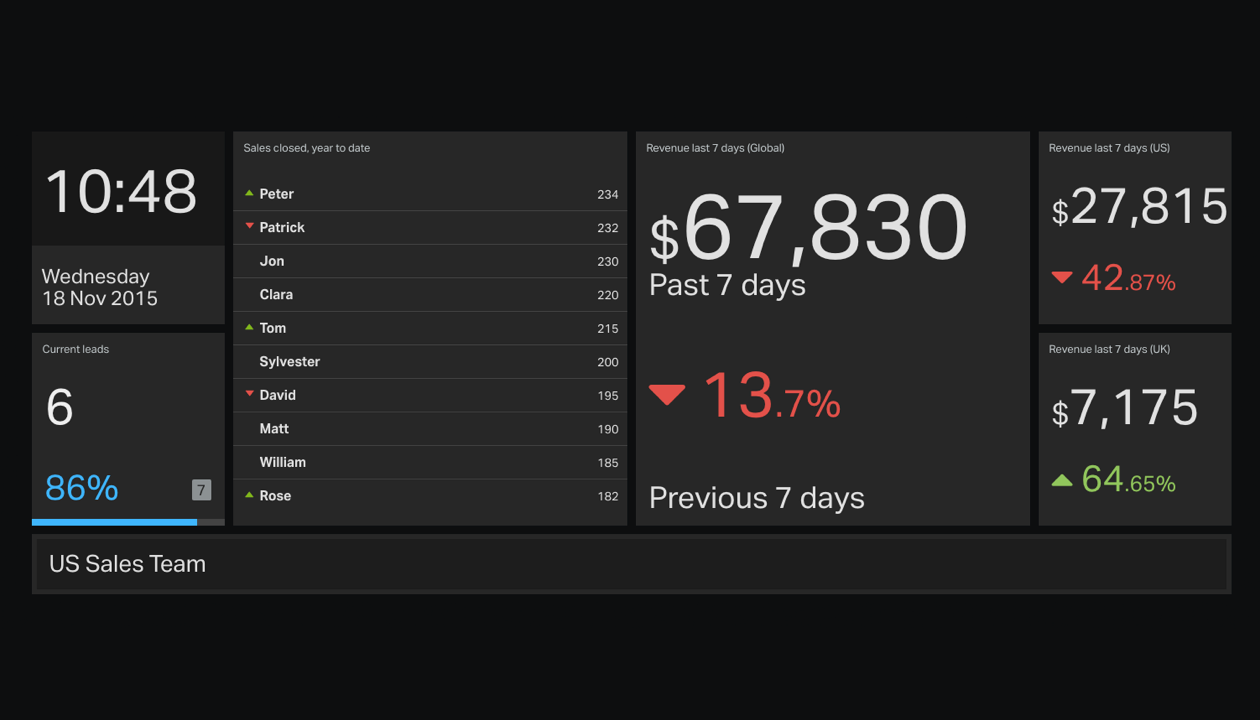 10:48
Wednesday
18 Nov 2015
Current leads
6
86% 7
Sales closed, year to date
Peter 234
Patrick 232
Jon 230
Clara 220
Tom 215
Sylvester 200
David 195
Matt 190
William 185
Rose 182
Revenue last 7 days (Global)
$67,830
Past 7 days
13.7%
Previous 7 days
Revenue last 7 days (US)
$27,815
42.87%
Revenue last 7 days (UK)
$7,175
64.65%
US Sales Team